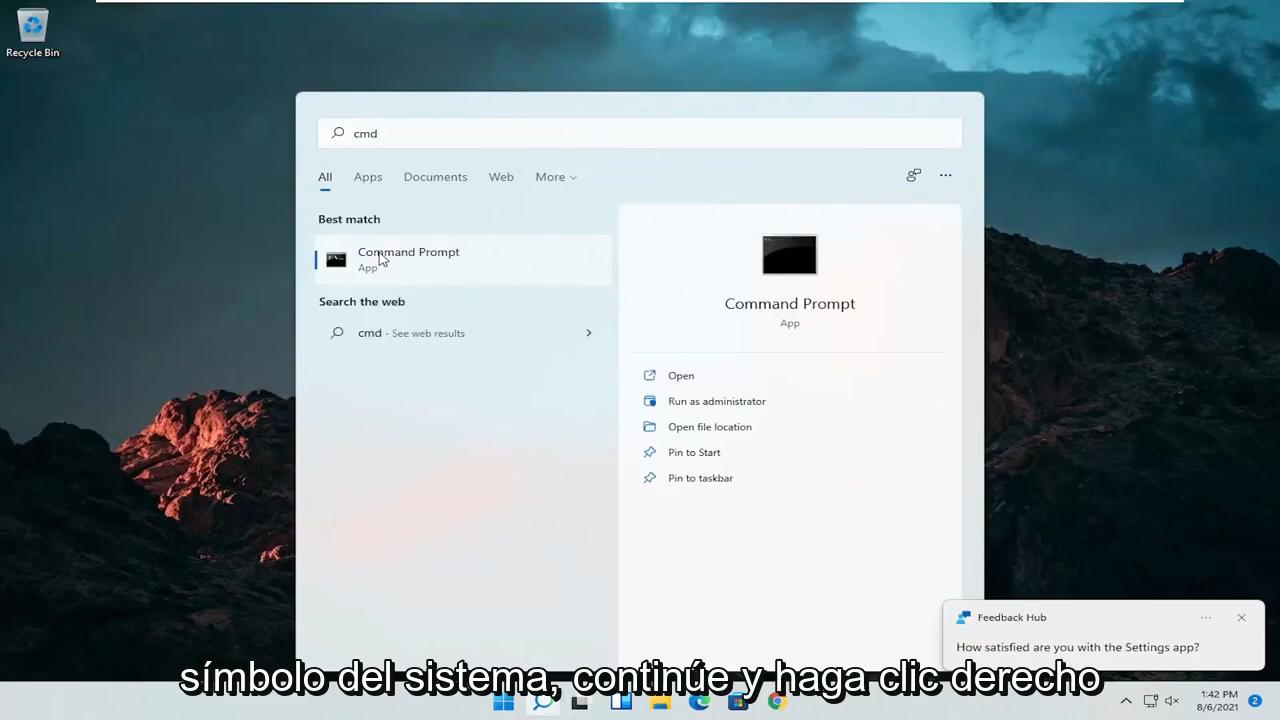 Recycle Bin
cmd
All Apps Documents Web More
Best match
Command Prompt
App
Search the web
cmd - See web results
Command Prompt
App
Open
Run as administrator
Open file location
Pin to Start
Pin to taskbar
Feedback Hub
How satisfied are you with the Settings app?
símbolo del sistema, continúe y haga clic derecho
1:42 PM
8/6/2021
2